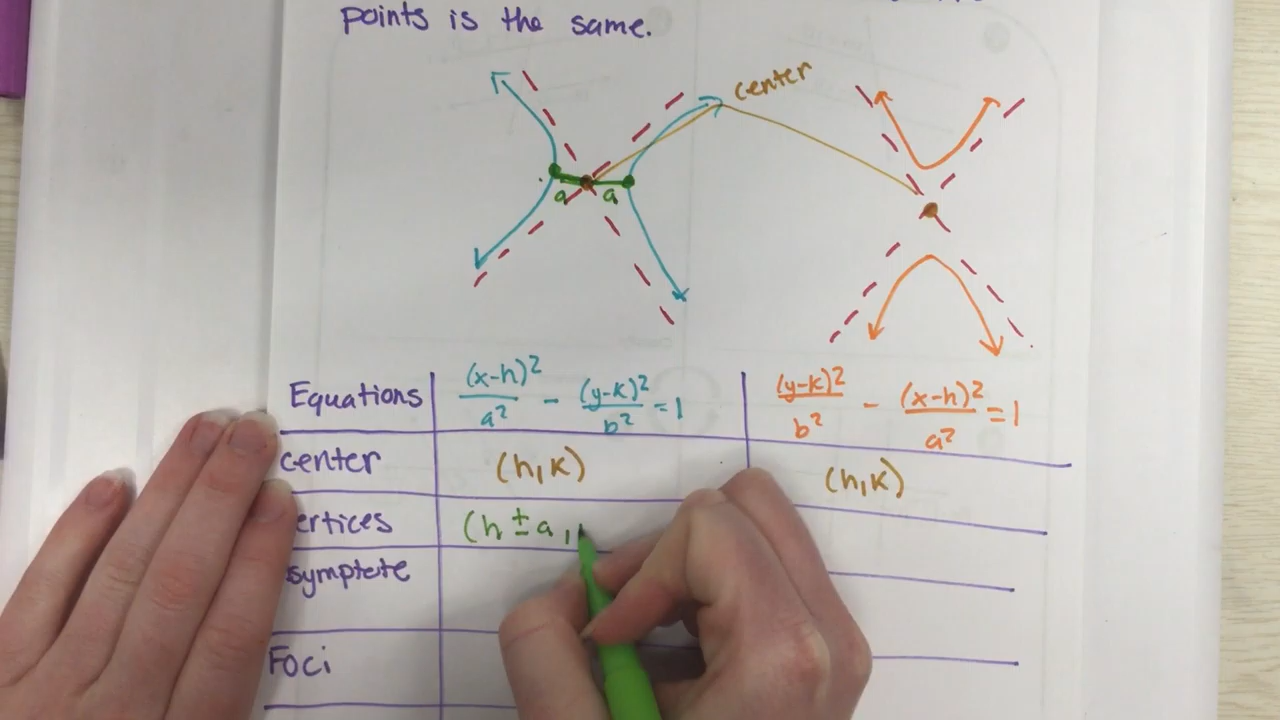 points is the same.
center
a a
Equations (x-h)²/a² - (y-k)²/b² = 1 (y-k)²/b² - (x-h)²/a² = 1
center (h,k) (h,k)
ertices (h ± a,
symptote
Foci